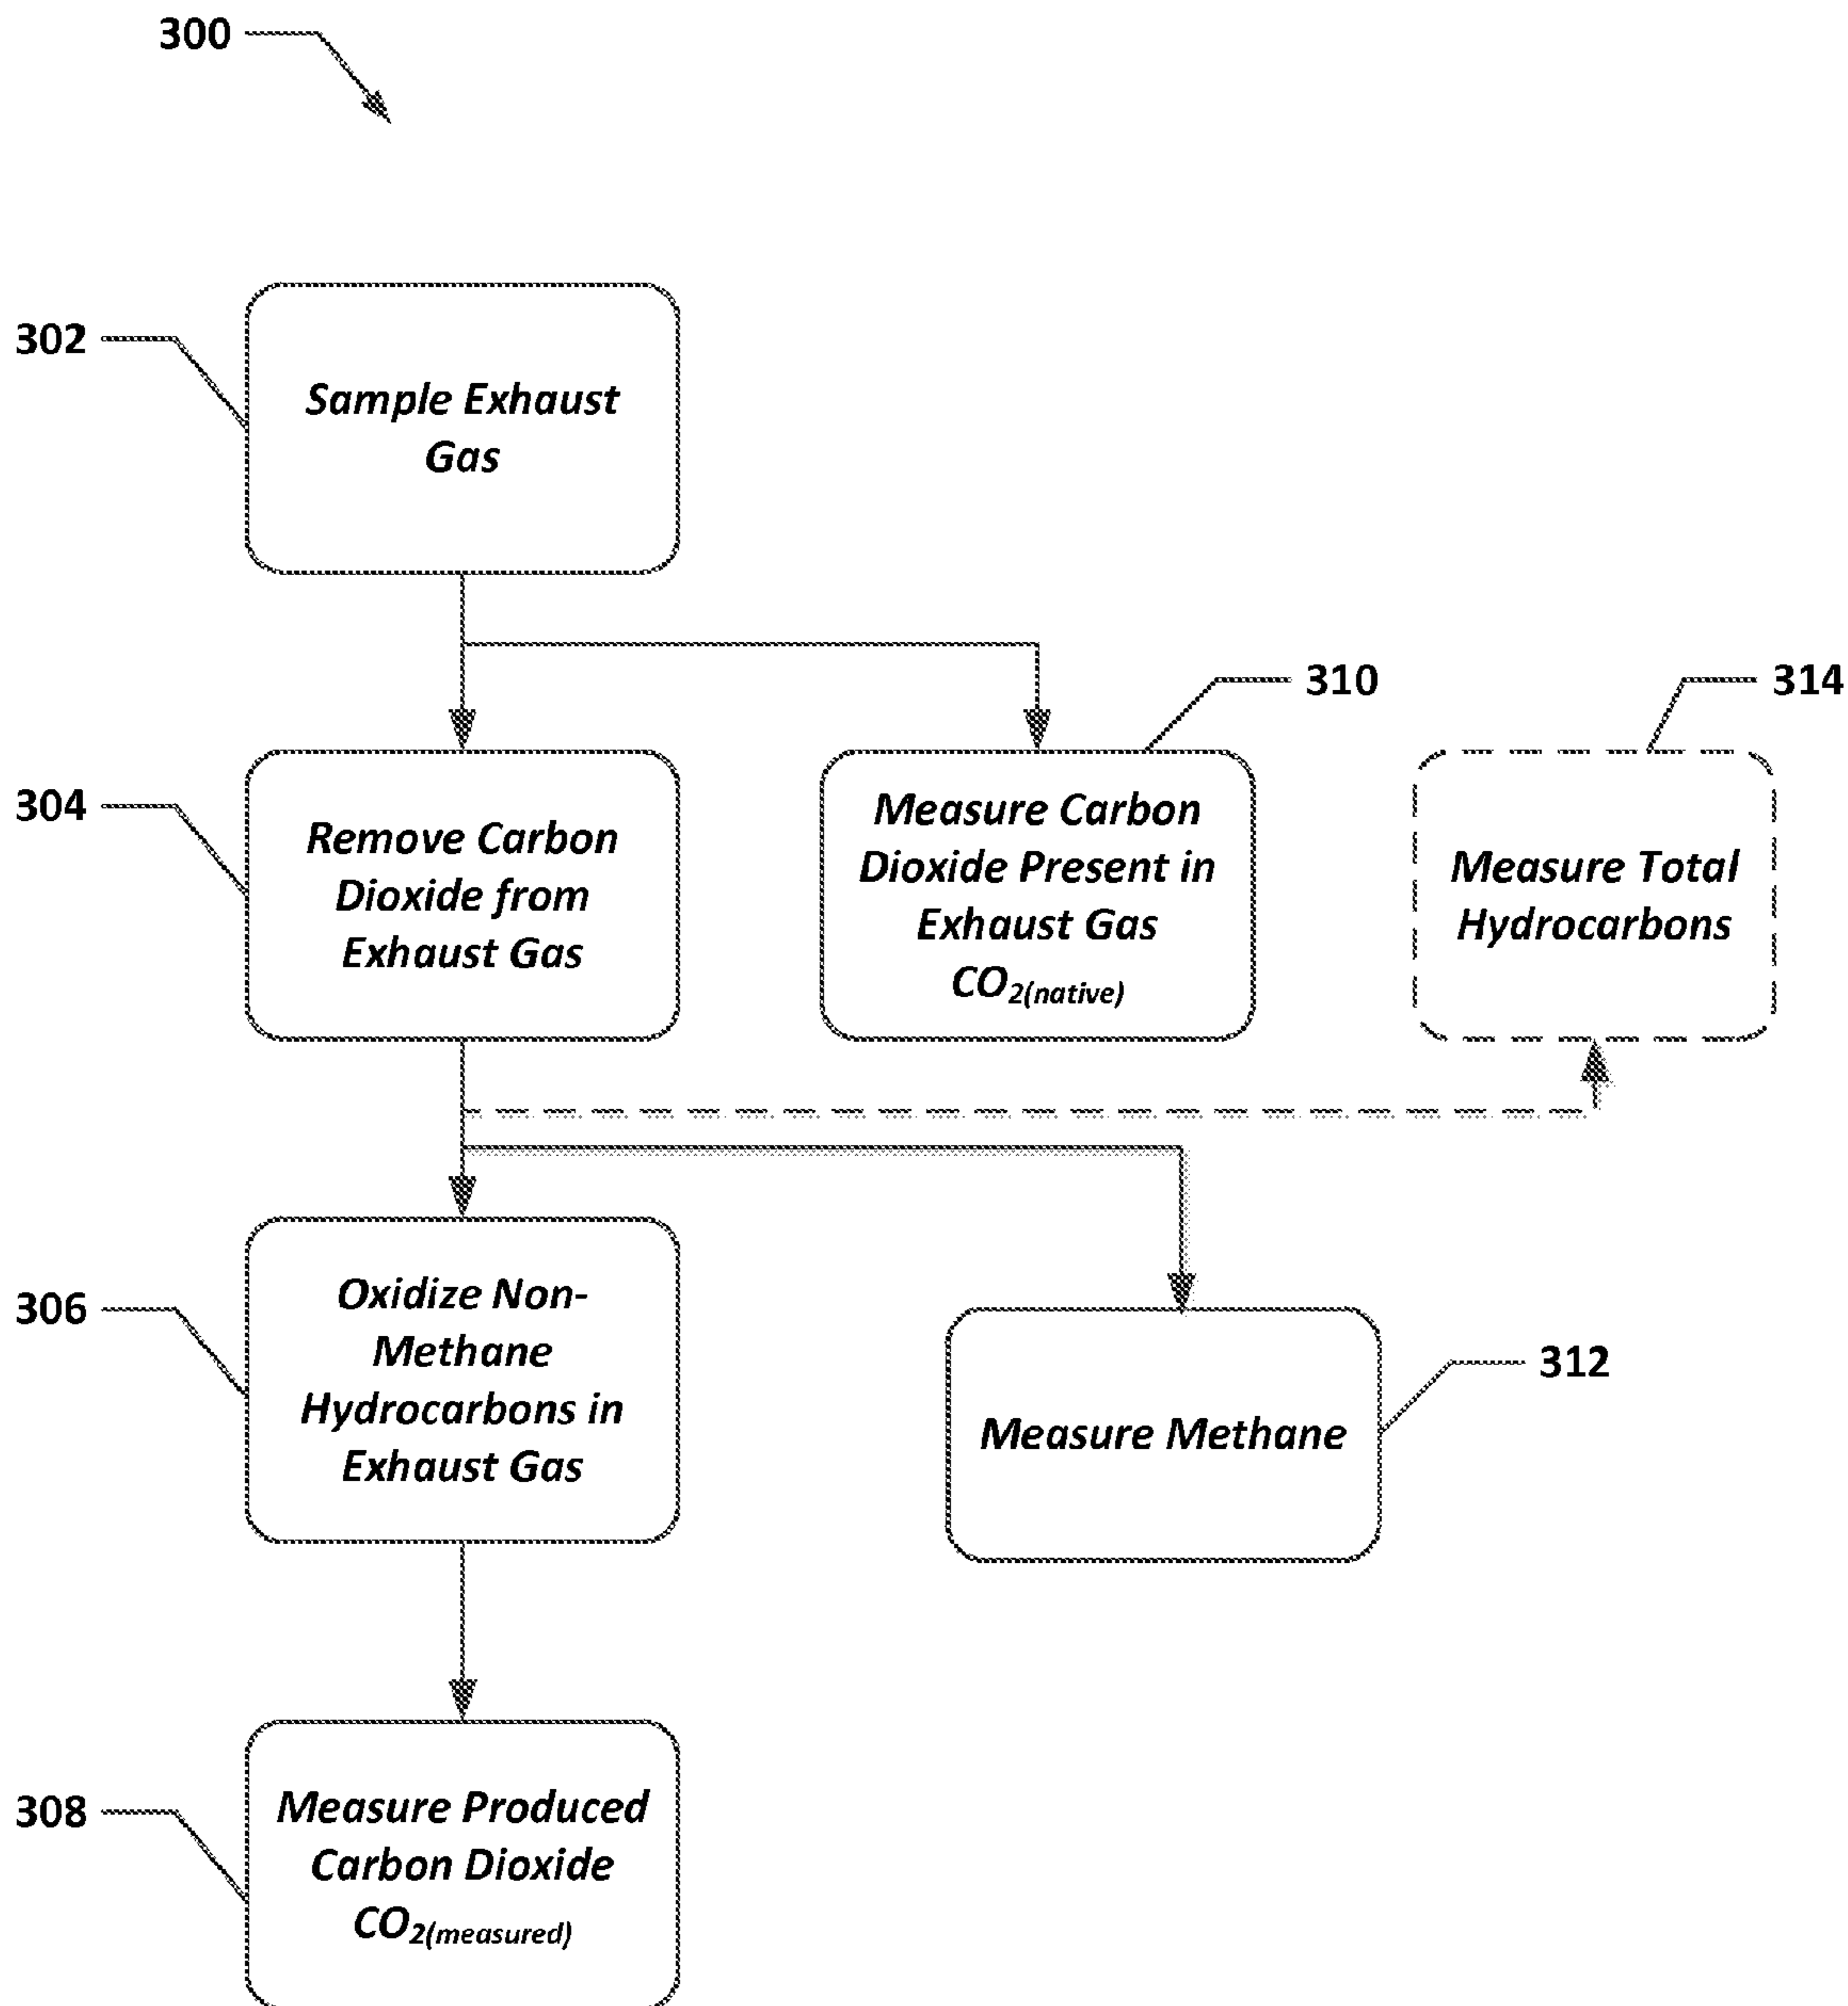 300
302
Sample Exhaust
Gas
310
314
304
Remove Carbon
Dioxide from
Exhaust Gas
Measure Carbon
Dioxide Present in
Exhaust Gas
CO2(native)
Measure Total
Hydrocarbons
306
Oxidize Non-
Methane
Hydrocarbons in
Exhaust Gas
312
Measure Methane
308
Measure Produced
Carbon Dioxide
CO2(measured)